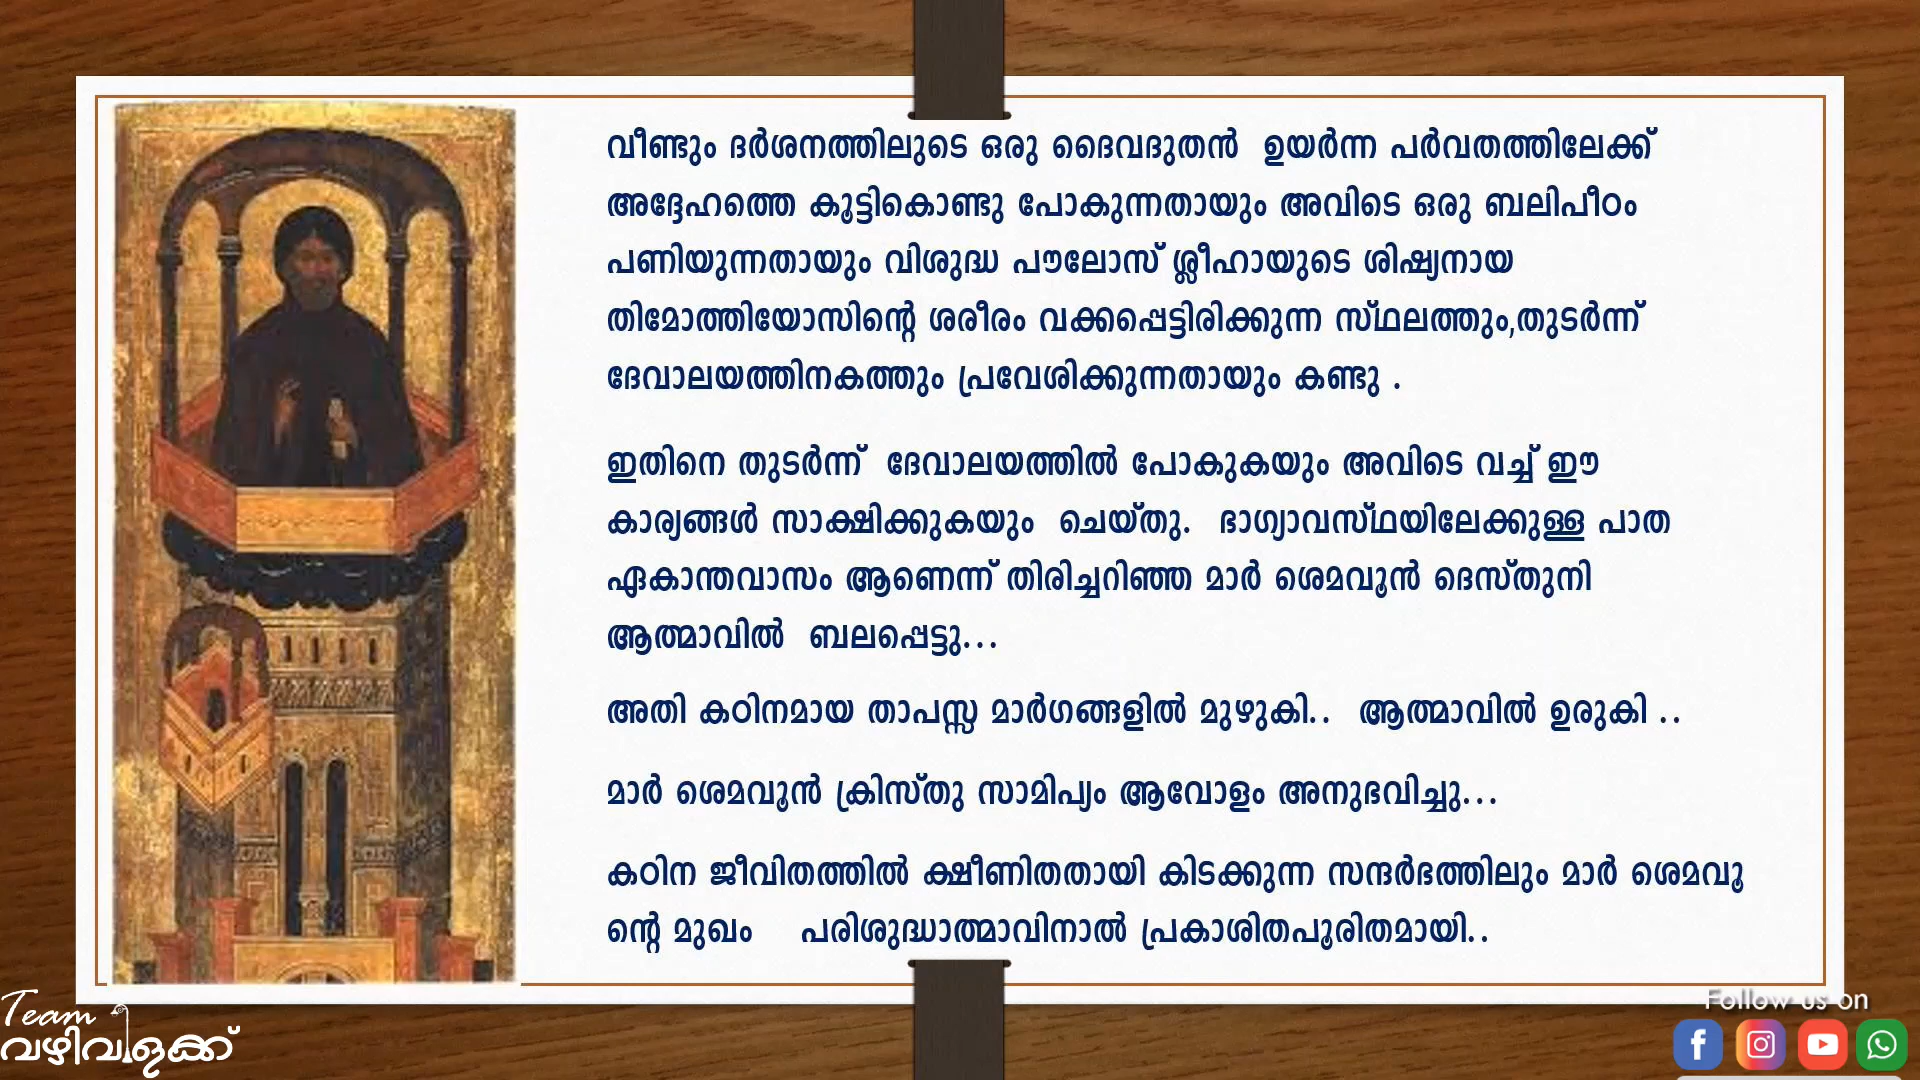 വീണ്ടും ദർശനത്തിലുടെ ഒരു ദൈവദുതൻ ഉയർന്ന പർവതത്തിലേക്ക്
അദ്ദേഹത്തെ കൂട്ടികൊണ്ടു പോകുന്നതായും അവിടെ ഒരു ബലിപീഠം
പണിയുന്നതായും വിശുദ്ധ പൗലോസ് ശ്ലീഹായുടെ ശിഷ്യനായ
തിമോത്തിയോസിന്റെ ശരീരം വക്കപ്പെട്ടിരിക്കുന്ന സ്ഥലത്തും,തുടർന്ന്
ദേവാലയത്തിനകത്തും പ്രവേശിക്കുന്നതായും കണ്ടു .
ഇതിനെ തുടർന്ന് ദേവാലയത്തിൽ പോകുകയും അവിടെ വച്ച് ഈ
കാര്യങ്ങൾ സാക്ഷിക്കുകയും ചെയ്തു. ഭാഗ്യാവസ്ഥയിലേക്കുള്ള പാത
ഏകാന്തവാസം ആണെന്ന് തിരിച്ചറിഞ്ഞ മാർ ശെമവൂൻ ദെസ്തുനി
ആത്മാവിൽ ബലപ്പെട്ടു...
അതി കഠിനമായ താപസ്സ മാർഗങ്ങളിൽ മുഴുകി.. ആത്മാവിൽ ഉരുകി ..
മാർ ശെമവൂൻ ക്രിസ്തു സാമിപ്യം ആവോളം അനുഭവിച്ചു...
കഠിന ജീവിതത്തിൽ ക്ഷീണിതതായി കിടക്കുന്ന സന്ദർഭത്തിലും മാർ ശെമവൂ
ന്റെ മുഖം പരിശുദ്ധാത്മാവിനാൽ പ്രകാശിതപൂരിതമായി..
Team
വഴിവിളക്ക്
Follow us on